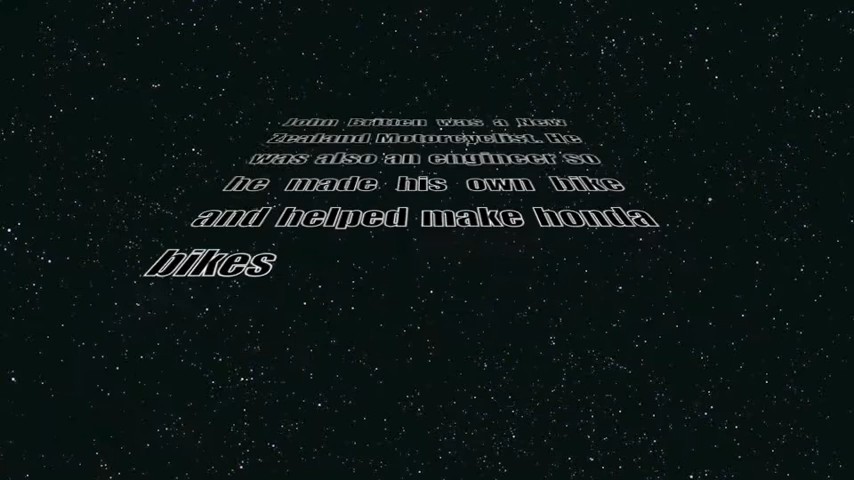 John Britten was a New
Zealand Motorcyclist. He
was also an engineer so
he made his own bike
and helped make honda
bikes